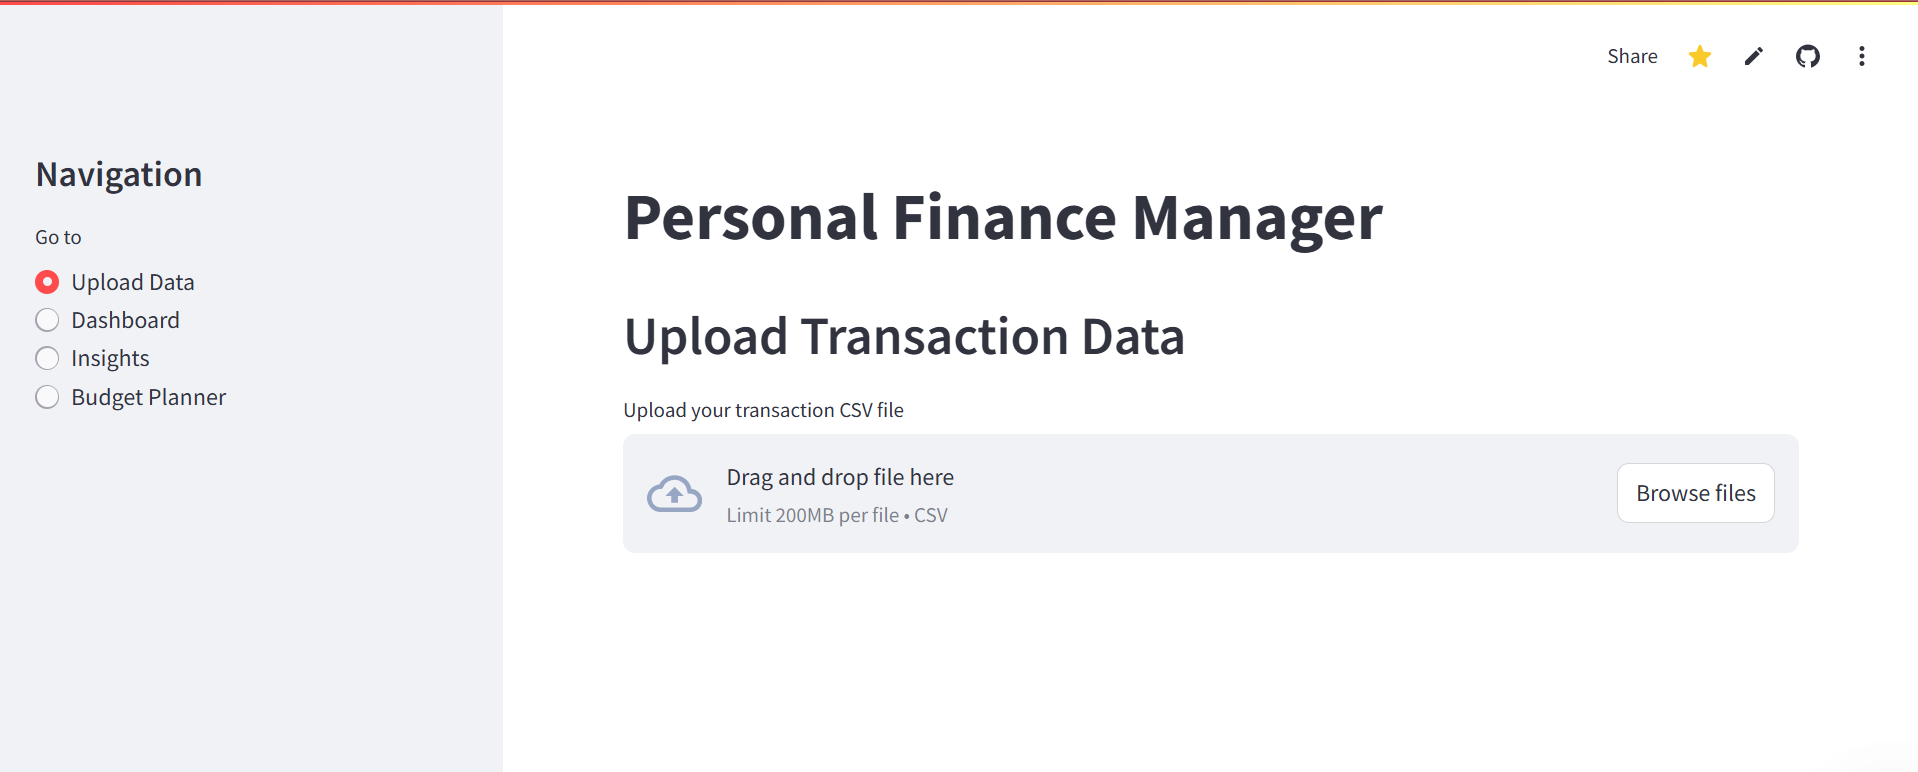 Share
Navigation
Go to
Upload Data
Dashboard
Insights
Budget Planner
Personal Finance Manager
Upload Transaction Data
Upload your transaction CSV file
Drag and drop file here
Limit 200MB per file • CSV
Browse files